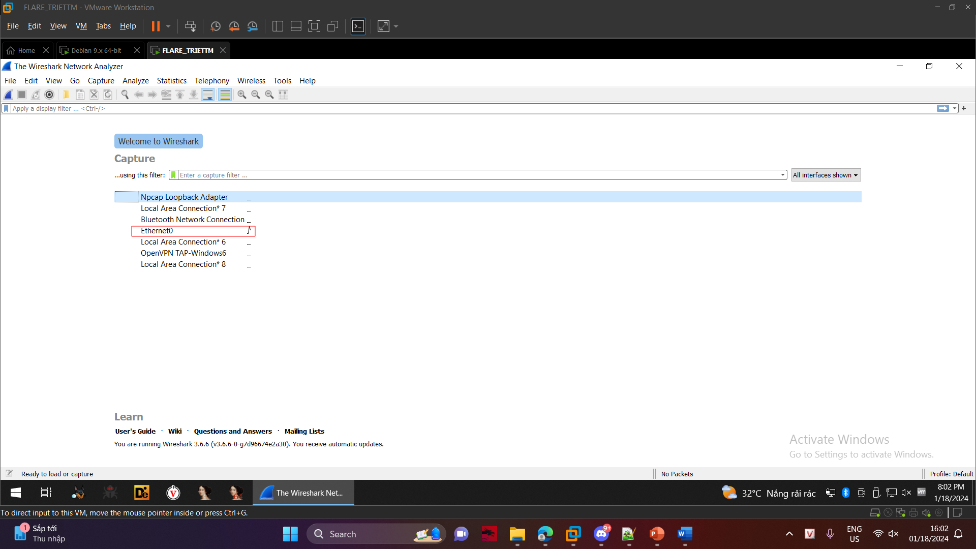 FLARE_TRIETTM - VMware Workstation
File Edit View VM Tabs Help
Home Debian 9.x 64-bit FLARE_TRIETTM
The Wireshark Network Analyzer
File Edit View Go Capture Analyze Statistics Telephony Wireless Tools Help
Apply a display filter ... <Ctrl-/>
Welcome to Wireshark
Capture
...using this filter: Enter a capture filter ... All interfaces shown
Npcap Loopback Adapter
Local Area Connection* 7
Bluetooth Network Connection
Ethernet0
Local Area Connection* 6
OpenVPN TAP-Windows6
Local Area Connection* 8
Learn
User's Guide · Wiki · Questions and Answers · Mailing Lists
You are running Wireshark 3.6.6 (v3.6.6-0-g7d96674e2a30). You receive automatic updates.
Activate Windows
Go to Settings to activate Windows.
Ready to load or capture No Packets Profile: Default
The Wireshark Net... 32°C Nắng rải rác 8:02 PM
1/18/2024
To direct input to this VM, move the mouse pointer inside or press Ctrl+G.
1 Sắp tới
Thu nhập
Search
ENG
US
16:02
01/18/2024